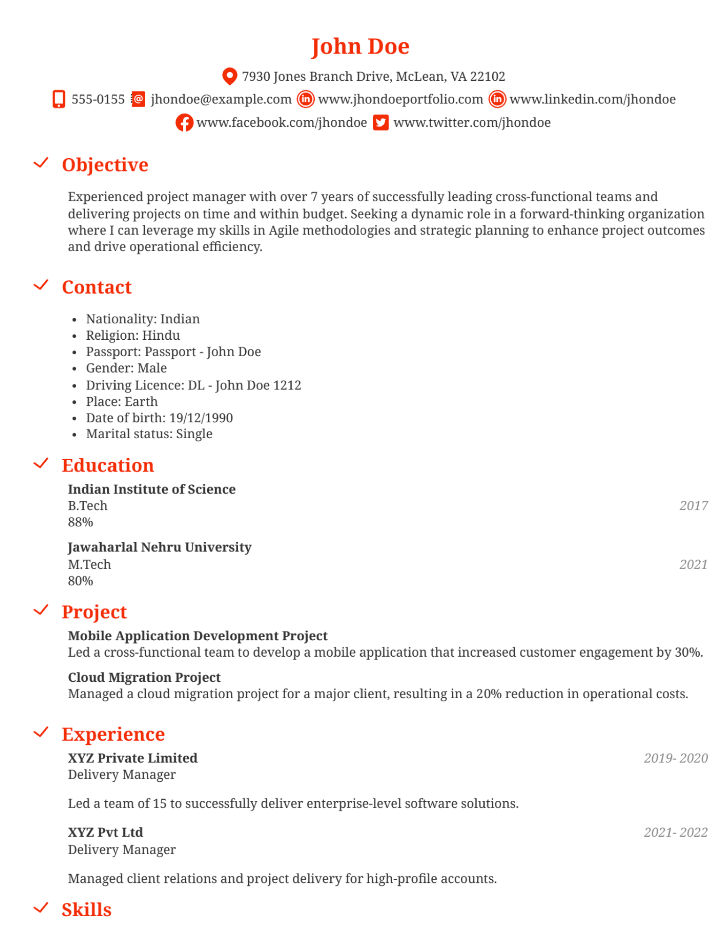 John Doe
7930 Jones Branch Drive, McLean, VA 22102
555-0155 jhondoe@example.com www.jhondoeportfolio.com www.linkedin.com/jhondoe
www.facebook.com/jhondoe www.twitter.com/jhondoe
Objective
Experienced project manager with over 7 years of successfully leading cross-functional teams and
delivering projects on time and within budget. Seeking a dynamic role in a forward-thinking organization
where I can leverage my skills in Agile methodologies and strategic planning to enhance project outcomes
and drive operational efficiency.
Contact
• Nationality: Indian
• Religion: Hindu
• Passport: Passport - John Doe
• Gender: Male
• Driving Licence: DL - John Doe 1212
• Place: Earth
• Date of birth: 19/12/1990
• Marital status: Single
Education
Indian Institute of Science
B.Tech 2017
88%
Jawaharlal Nehru University
M.Tech 2021
80%
Project
Mobile Application Development Project
Led a cross-functional team to develop a mobile application that increased customer engagement by 30%.
Cloud Migration Project
Managed a cloud migration project for a major client, resulting in a 20% reduction in operational costs.
Experience
XYZ Private Limited 2019- 2020
Delivery Manager
Led a team of 15 to successfully deliver enterprise-level software solutions.
XYZ Pvt Ltd 2021- 2022
Delivery Manager
Managed client relations and project delivery for high-profile accounts.
Skills